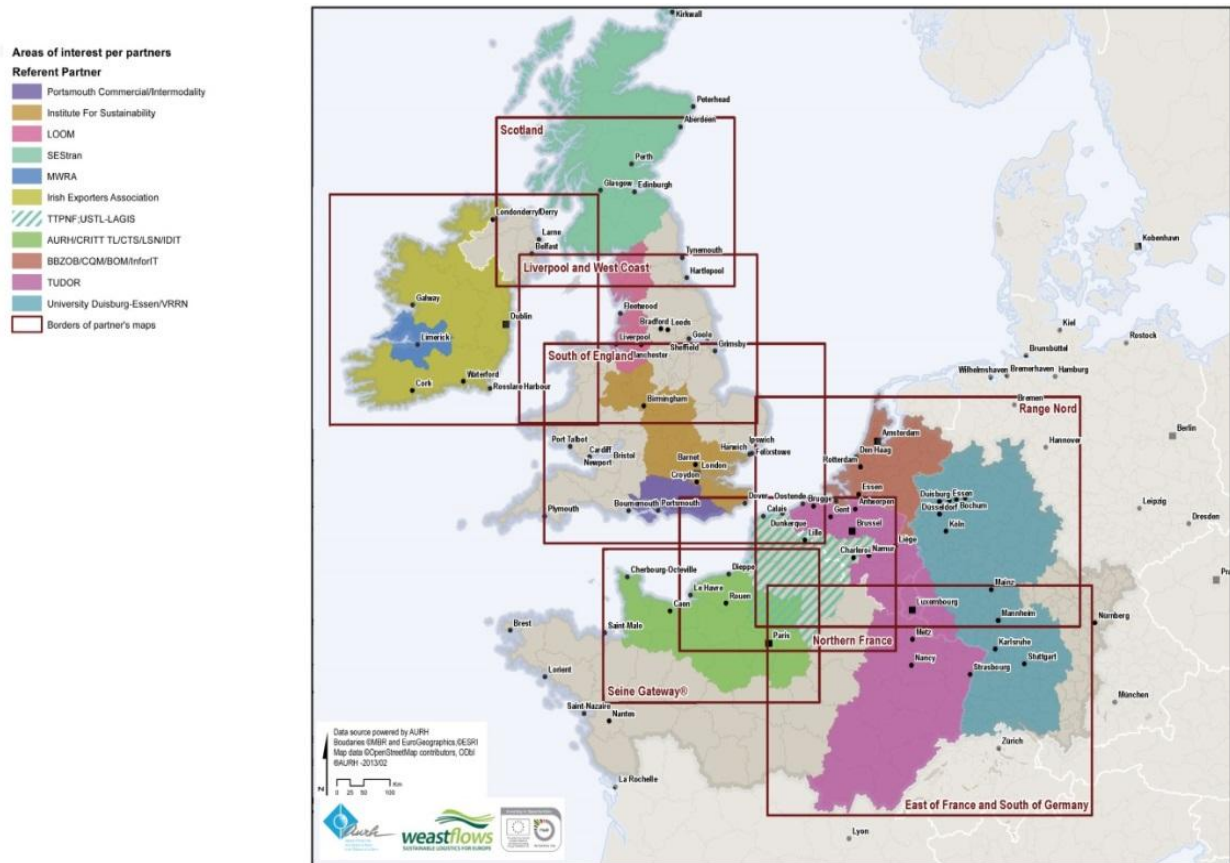 Areas of interest per partners
Referent Partner
Portsmouth Commercial/Intermodality
Institute For Sustainability
LOOM
SEStran
MWRA
Irish Exporters Association
TTPNF;USTL-LAGIS
AURH/CRITT TL/CTS/LSN/IDIT
BBZOB/CQM/BOM/InforIT
TUDOR
University Duisburg-Essen/VRRN
Borders of partner's maps
Kirkwall
Peterhead
Aberdeen
Scotland
Perth
Glasgow
Edinburgh
Londonderry/Derry
Larne
Belfast
Tynemouth
Hartlepool
Liverpool and West Coast
Kobenhavn
Galway
Dublin
Limerick
Fleetwood
Bradford
Leeds
Goole
Liverpool
Sheffield
Grimsby
Manchester
South of England
Kiel
Rostock
Brunsbüttel
Wilhelmshaven
Bremerhaven
Hamburg
Waterford
Cork
Rosslare Harbour
Birmingham
Bremen
Range Nord
Berlin
Hannover
Amsterdam
Den Haag
Rotterdam
Port Talbot
Cardiff
Newport
Bristol
Ipswich
Harwich
Felixstowe
Barnet
London
Croydon
Leipzig
Dresden
Plymouth
Bournemouth
Portsmouth
Dover
Oostende
Brugge
Essen
Antwerpen
Gent
Calais
Dunkerque
Lille
Brussel
Duisburg
Essen
Bochum
Düsseldorf
Koln
Liège
Charleroi
Namur
Cherbourg-Octeville
Dieppe
Le Havre
Rouen
Caen
Mainz
Luxembourg
Mannheim
Nürnberg
Brest
Saint-Malo
Paris
Northern France
Metz
Karlsruhe
Nancy
Strasbourg
Stuttgart
Lorient
Seine Gateway®
München
Saint-Nazaire
Nantes
Zürich
La Rochelle
East of France and South of Germany
Lyon
Data source powered by AURH
Boudaries ©MBR and EuroGeographics,©ESRI
Map data ©OpenStreetMap contributors, ODbl
©AURH -2013/02
N
Km
0 25 50 100
aurh
weastflows
SUSTAINABLE LOGISTICS FOR EUROPE